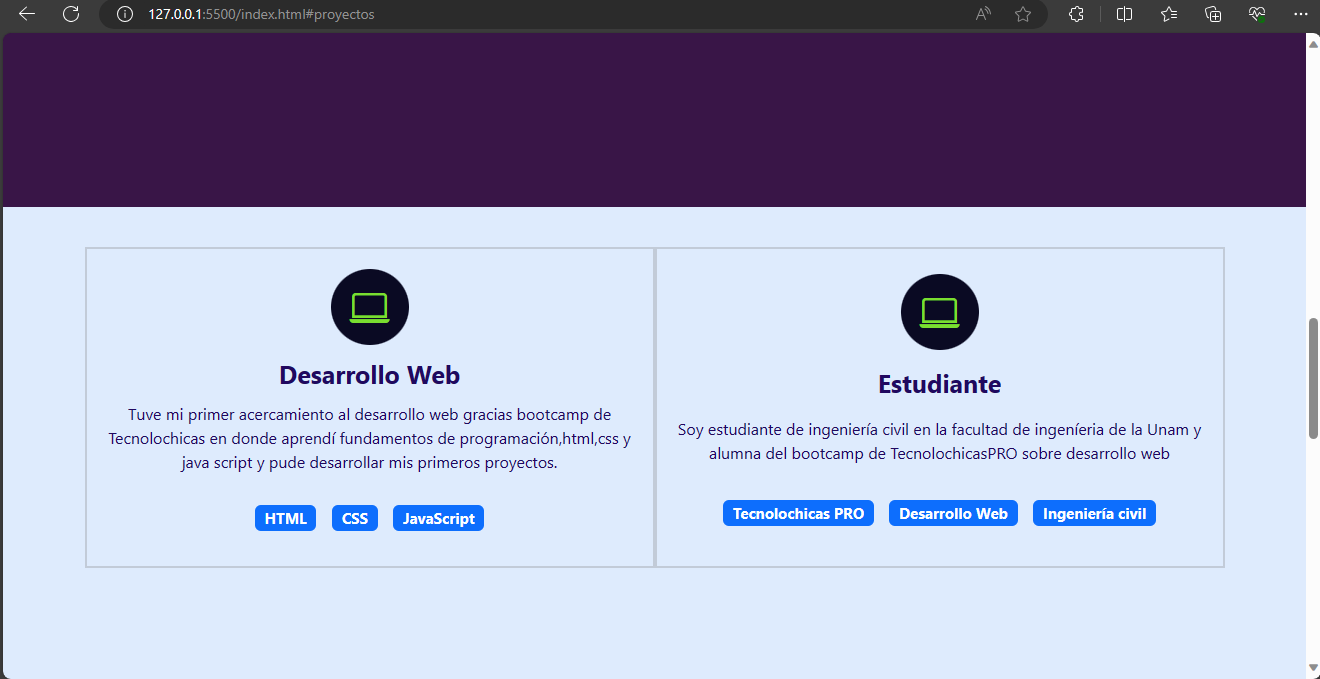 127.0.0.1:5500/index.html#proyectos
Desarrollo Web
Tuve mi primer acercamiento al desarrollo web gracias bootcamp de
Tecnolochicas en donde aprendí fundamentos de programación,html,css y
java script y pude desarrollar mis primeros proyectos.
HTML CSS JavaScript
Estudiante
Soy estudiante de ingeniería civil en la facultad de ingeníeria de la Unam y
alumna del bootcamp de TecnolochicasPRO sobre desarrollo web
Tecnolochicas PRO Desarrollo Web Ingeniería civil